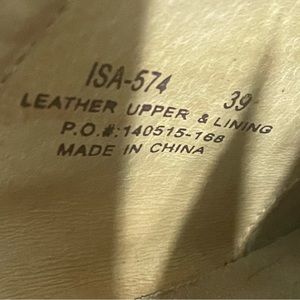 ISA-574 39
LEATHER UPPER & LINING
P.O.#:140515-168
MADE IN CHINA